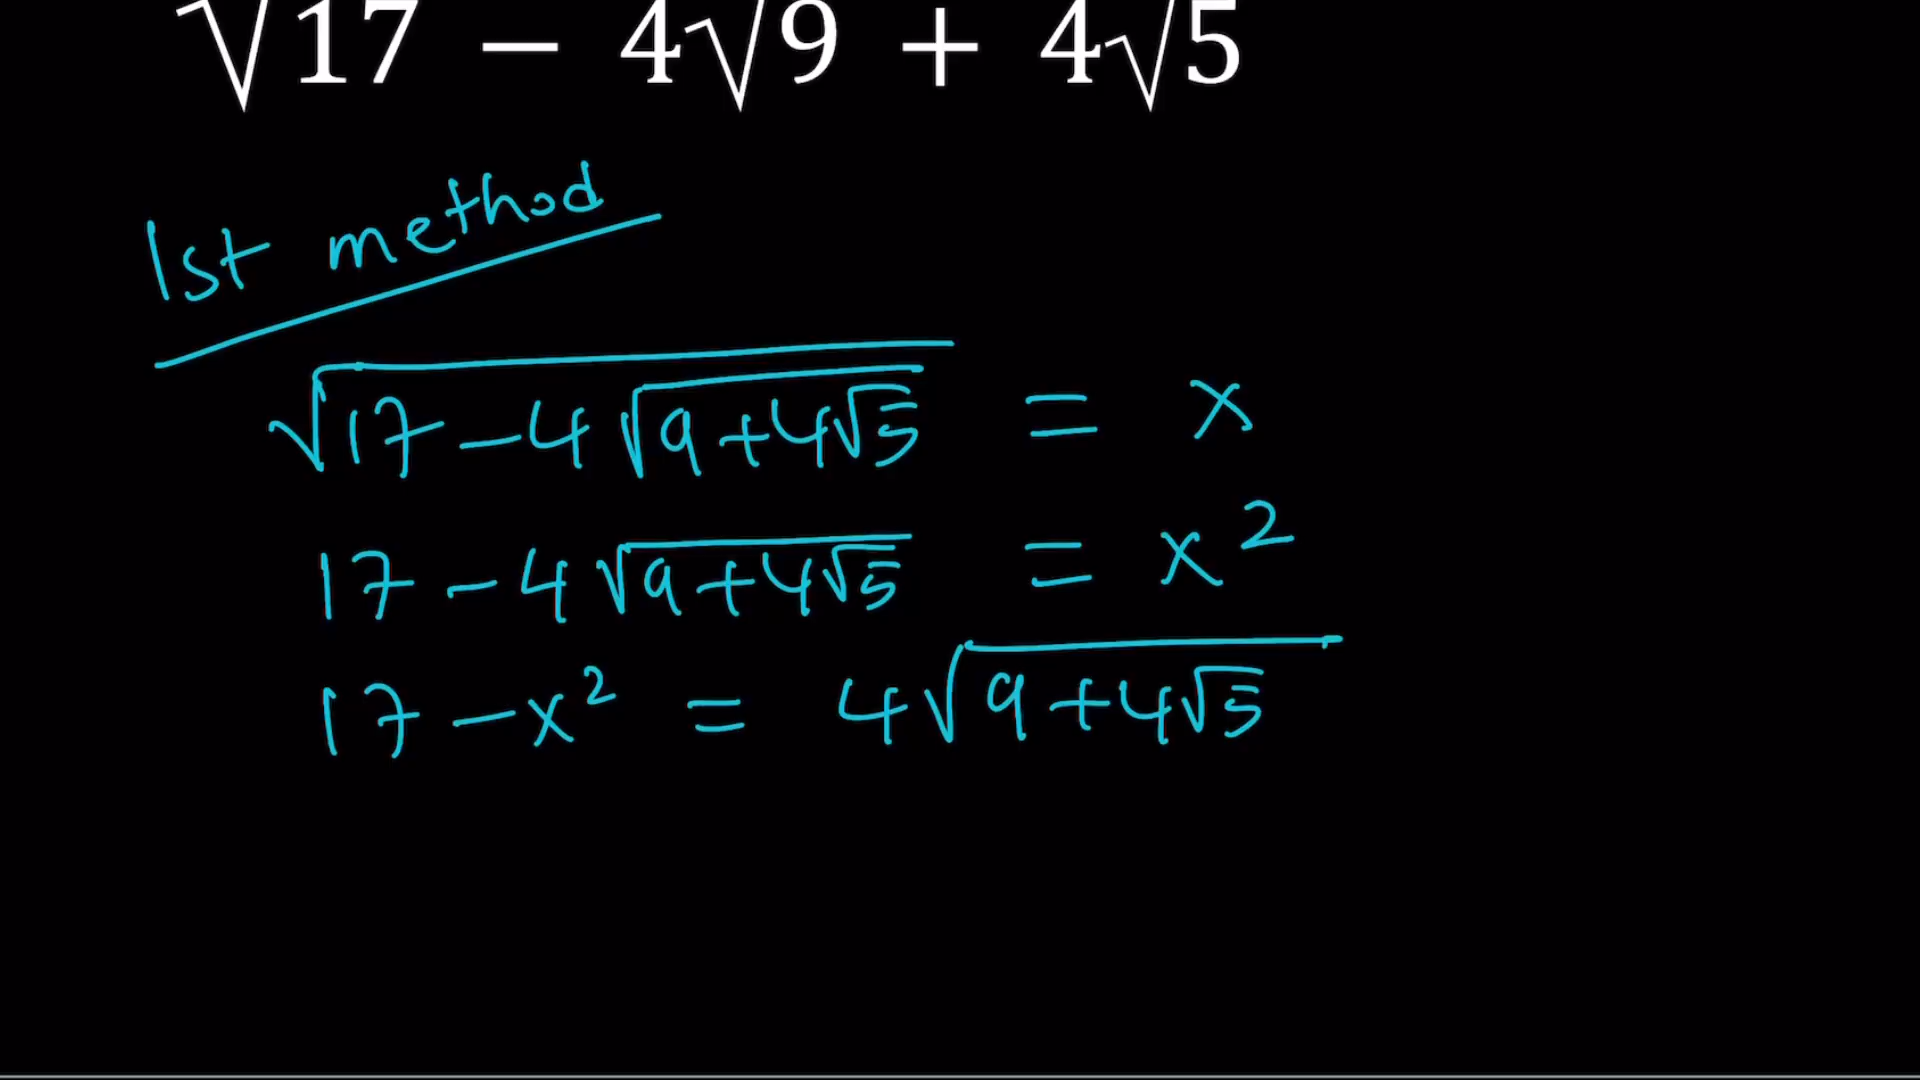 √17 − 4√9 + 4√5
1st method
√(17 − 4√(9 + 4√5)) = x
17 − 4√(9 + 4√5) = x²
17 − x² = 4√(9 + 4√5)